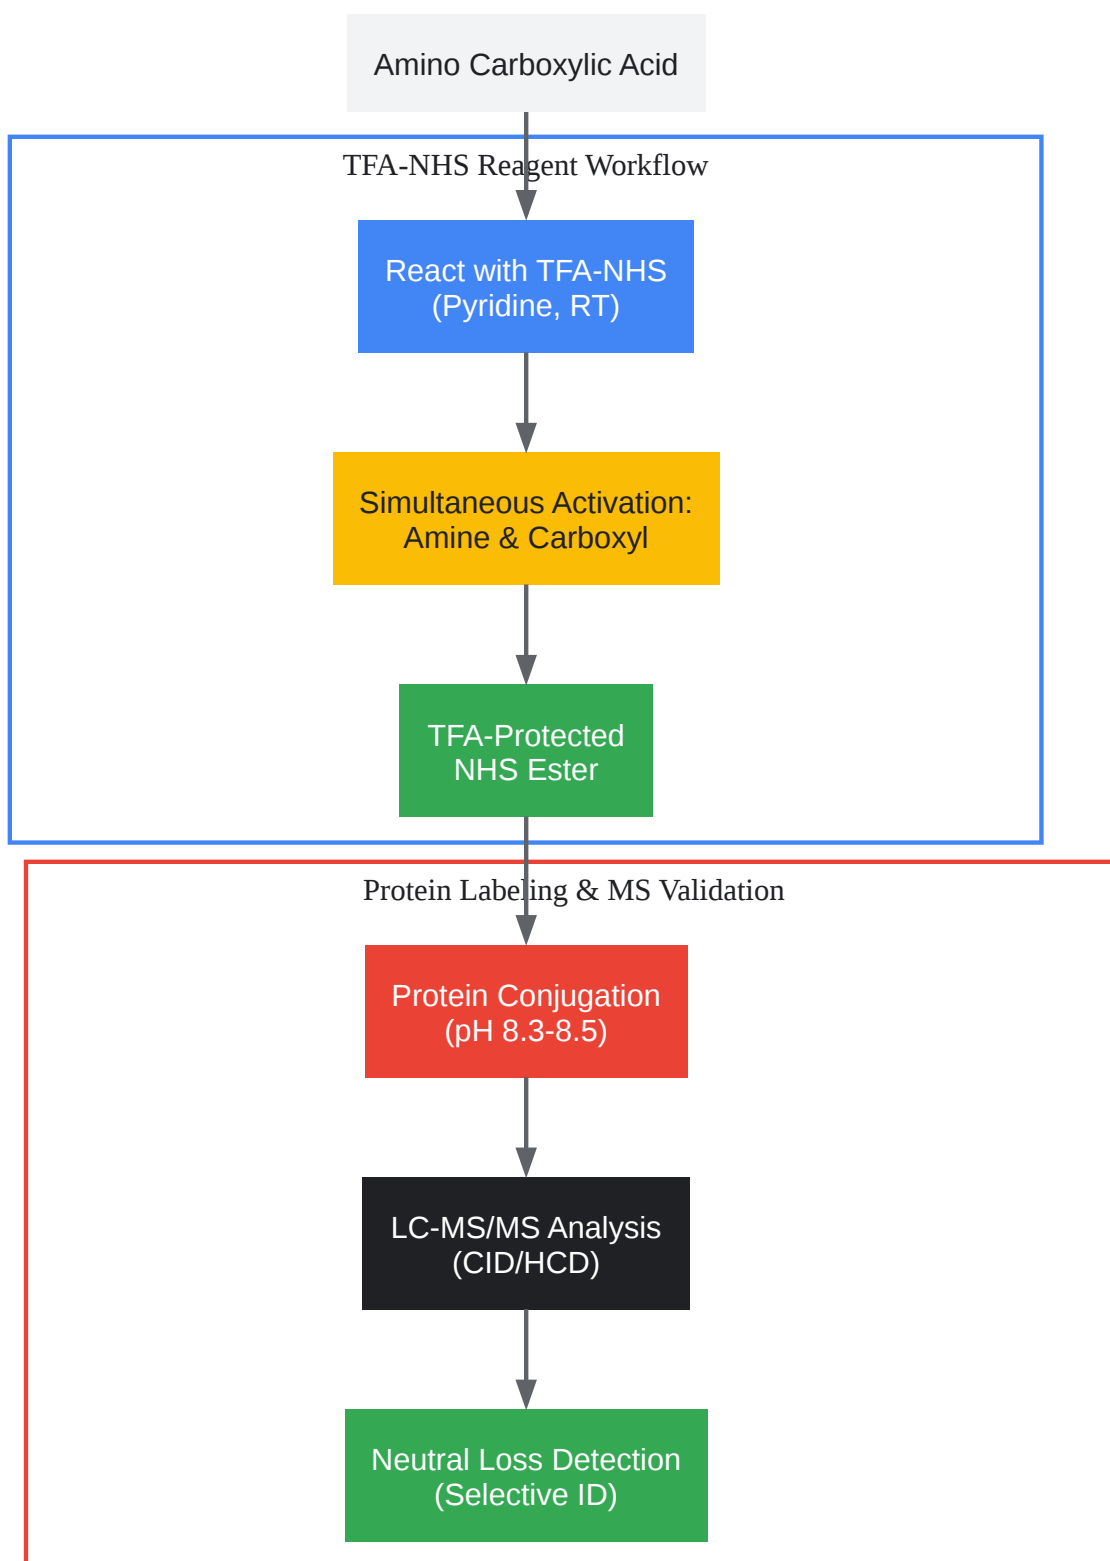 Amino Carboxylic Acid
TFA-NHS Reagent Workflow
React with TFA-NHS
(Pyridine, RT)
Simultaneous Activation:
Amine & Carboxyl
TFA-Protected
NHS Ester
Protein Labeling & MS Validation
Protein Conjugation
(pH 8.3-8.5)
LC-MS/MS Analysis
(CID/HCD)
Neutral Loss Detection
(Selective ID)